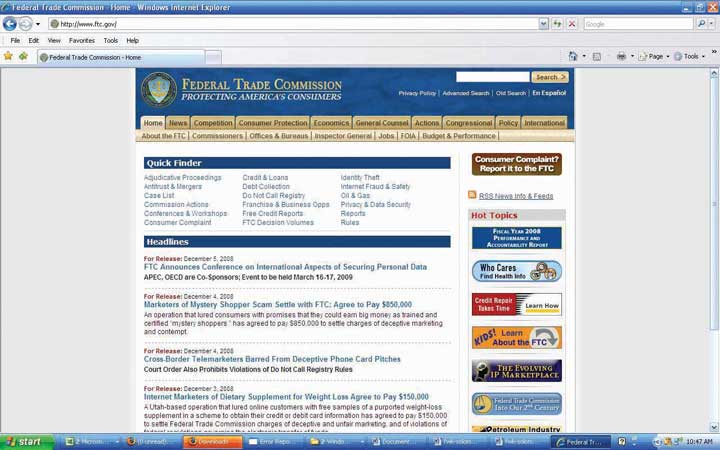 Federal Trade Commission - Home - Windows Internet Explorer
http://www.ftc.gov/
Google
File Edit View Favorites Tools Help
Federal Trade Commission - Home
Page Tools
FEDERAL TRADE COMMISSION
PROTECTING AMERICA'S CONSUMERS
Search >
Privacy Policy | Advanced Search | Old Search | En Español
Home News Competition Consumer Protection Economics General Counsel Actions Congressional Policy International
About the FTC | Commissioners | Offices & Bureaus | Inspector General | Jobs | FOIA | Budget & Performance |
Quick Finder
Adjudicative Proceedings Credit & Loans Identity Theft
Antitrust & Mergers Debt Collection Internet Fraud & Safety
Case List Do Not Call Registry Oil & Gas
Commission Actions Franchise & Business Opps Privacy & Data Security
Conferences & Workshops Free Credit Reports Reports
Consumer Complaint FTC Decision Volumes Rules
Headlines
For Release: December 5, 2008
FTC Announces Conference on International Aspects of Securing Personal Data
APEC, OECD are Co-Sponsors; Event to be held March 16-17, 2009
For Release: December 4, 2008
Marketers of Mystery Shopper Scam Settle with FTC; Agree to Pay $850,000
An operation that lured consumers with promises that they could earn big money as trained and
certified "mystery shoppers " has agreed to pay $850,000 to settle charges of deceptive marketing
and contempt.
For Release: December 4, 2008
Cross-Border Telemarketers Barred From Deceptive Phone Card Pitches
Court Order Also Prohibits Violations of Do Not Call Registry Rules
For Release: December 3, 2008
Internet Marketers of Dietary Supplement for Weight Loss Agree to Pay $150,000
A Utah-based operation that lured online customers with free samples of a purported weight-loss
supplement in a scheme to obtain their credit or debit card information has agreed to pay $150,000
to settle Federal Trade Commission charges of deceptive and unfair marketing, and of violations of
Consumer Complaint?
Report it to the FTC
RSS News Info & Feeds
Hot Topics
FISCAL YEAR 2008
PERFORMANCE AND
ACCOUNTABILITY REPORT
Who Cares
Find Health Info
Credit Repair
Takes Time
Learn How
KIDS! Learn
About the FTC
THE EVOLVING
IP MARKETPLACE
Federal Trade Commission
Into Our 2nd Century
Petroleum Industry
start
2 Microso...
(0 unread)...
Downloads
Error Repo...
2 Window...
Document...
Federal Tr...
10:47 AM